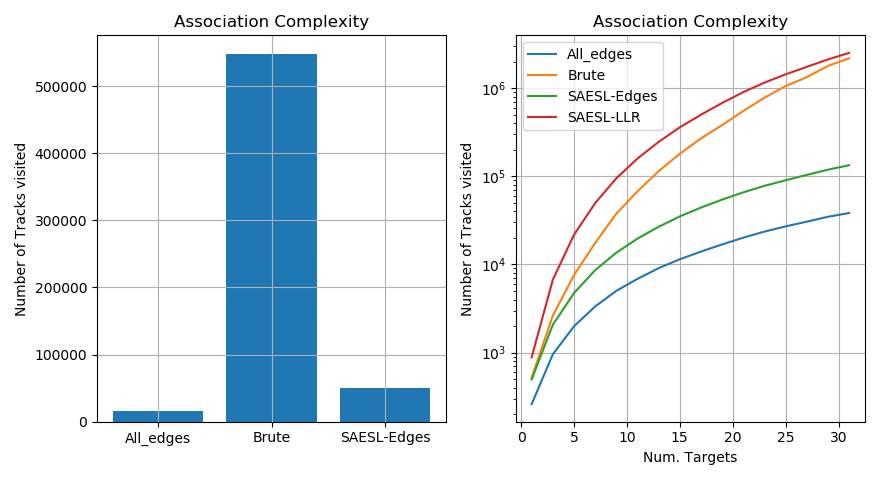 Association Complexity
Number of Tracks visited
500000
400000
300000
200000
100000
0
All_edges
Brute
SAESL-Edges
Association Complexity
Number of Tracks visited
10^6
10^5
10^4
10^3
All_edges
Brute
SAESL-Edges
SAESL-LLR
0 5 10 15 20 25 30
Num. Targets